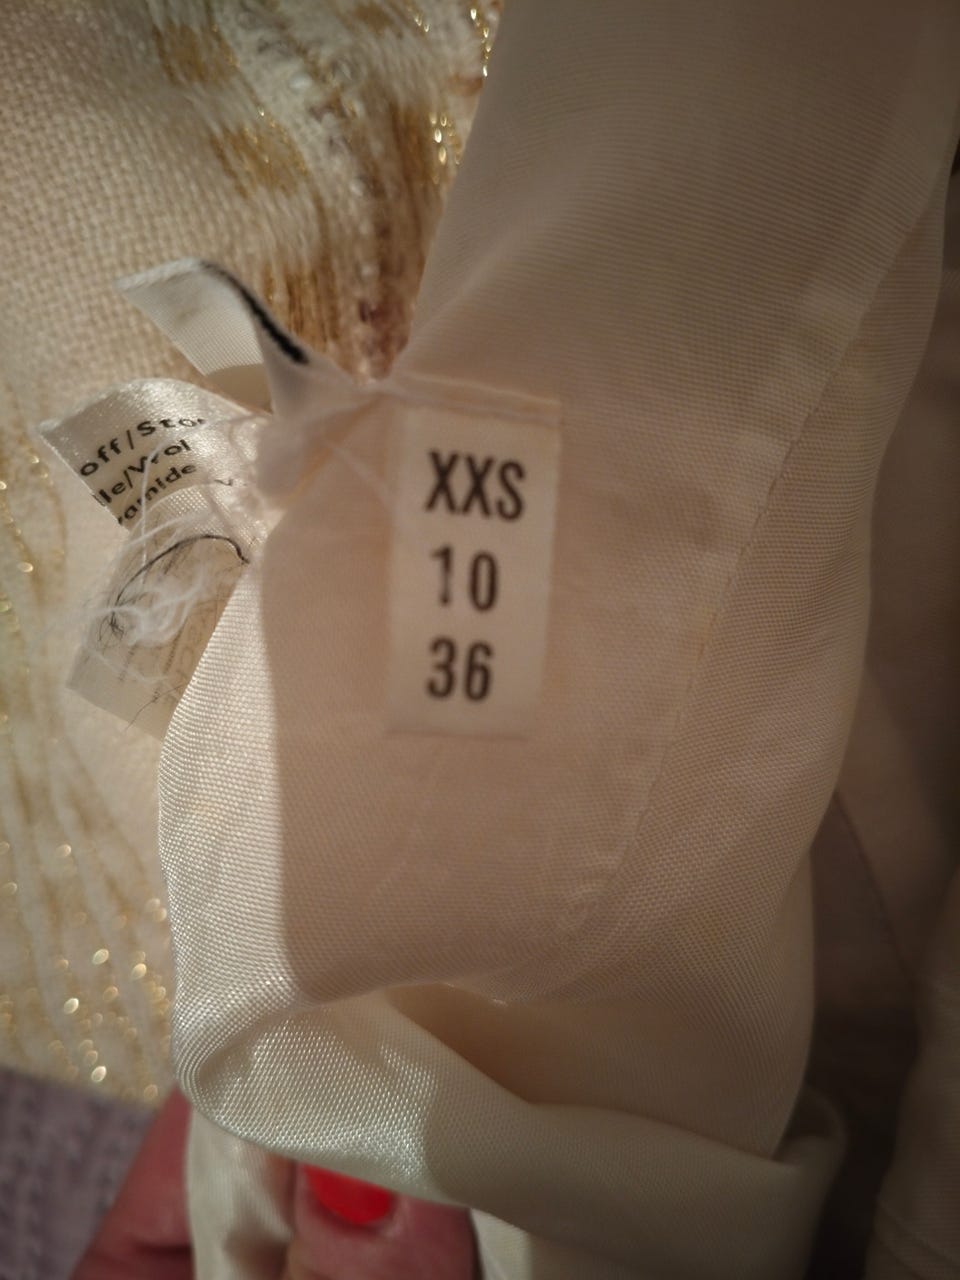 off/Sto
le/Wol
amide
XXS
10
36